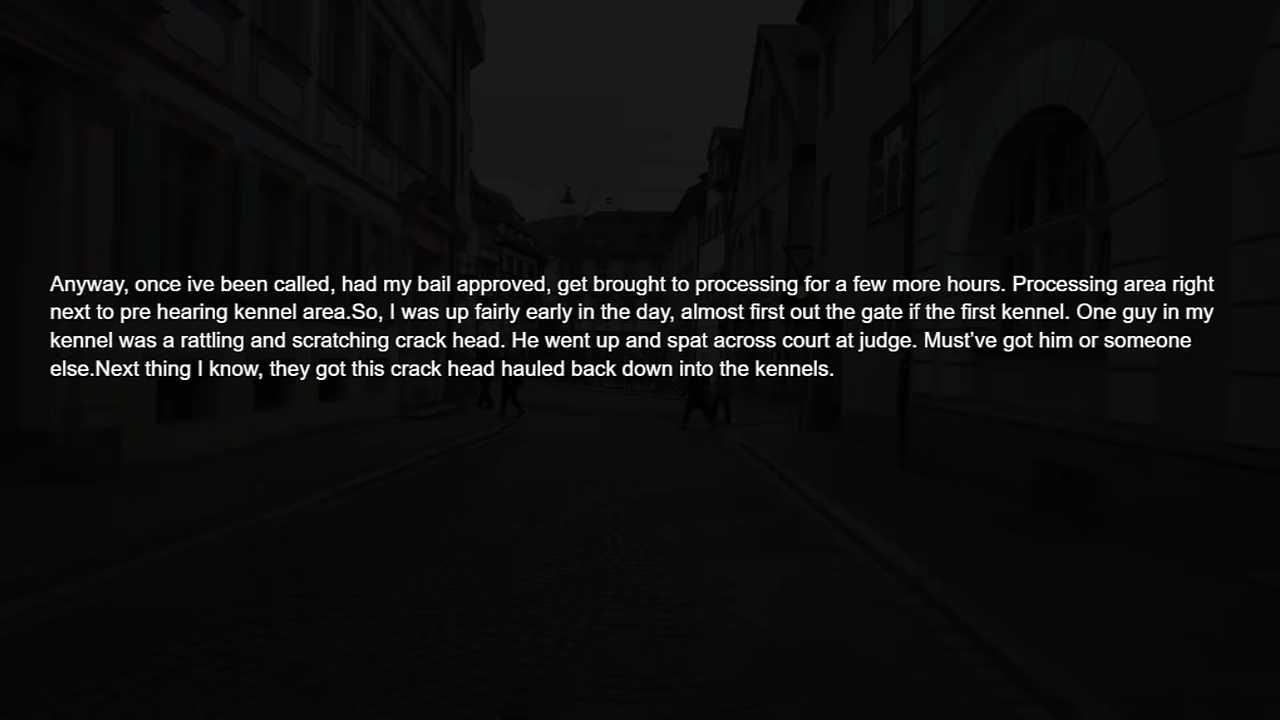 Anyway, once ive been called, had my bail approved, get brought to processing for a few more hours. Processing area right
next to pre hearing kennel area.So, I was up fairly early in the day, almost first out the gate if the first kennel. One guy in my
kennel was a rattling and scratching crack head. He went up and spat across court at judge. Must've got him or someone
else.Next thing I know, they got this crack head hauled back down into the kennels.